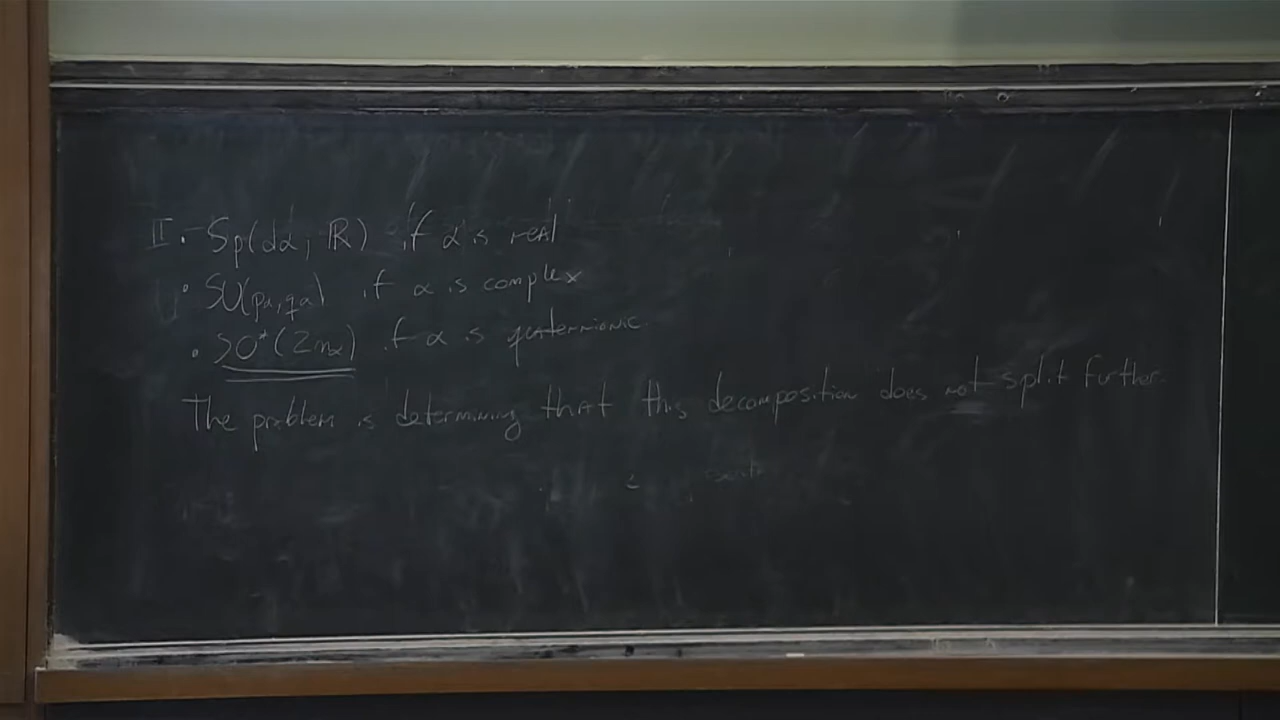 II. • Sp(dα, ℝ) if α is real
• SU(pα, qα) if α is complex
• SO*(2nα) if α is quaternionic
The problem is determining that this decomposition does not split further.